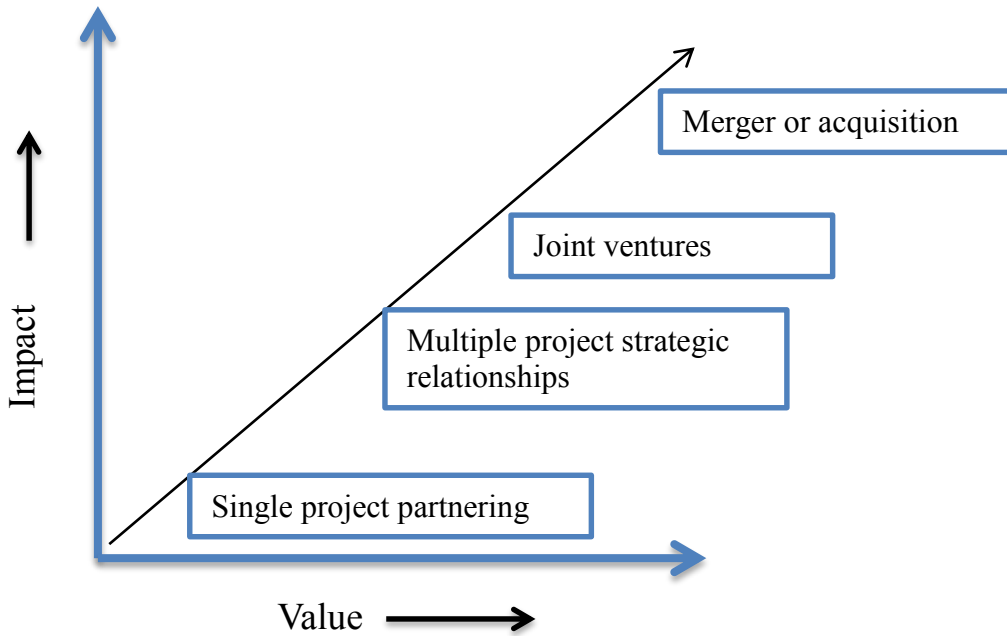 Merger or acquisition
Joint ventures
Multiple project strategic
relationships
Single project partnering
Impact
Value